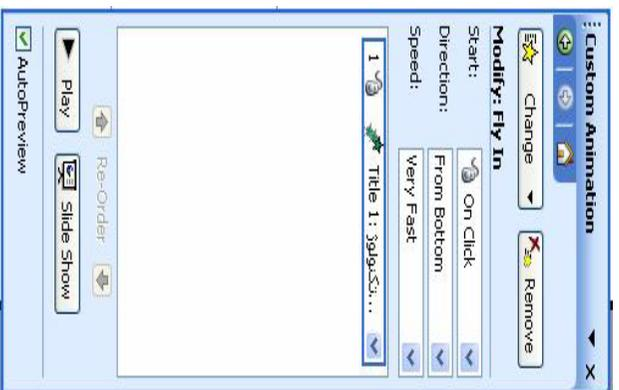 Custom Animation
Change Remove
Modify: Fly In
Start: On Click
Direction: From Bottom
Speed: Very Fast
1 Title 1: تكنولوژ...
Re-Order
Play Slide Show
AutoPreview